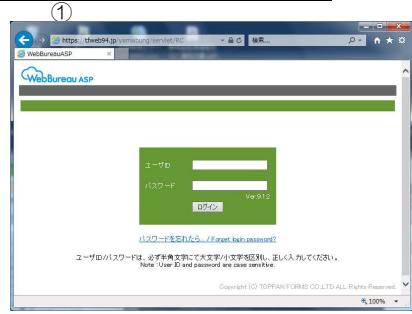 ①
https://tfweb94.jp/yamabung/servlet/RC
検索...
WebBureauASP
WebBureau ASP
ユーザID
パスワード
Ver.9.1.2
ログイン
パスワードを忘れたら... / Forget login password?
ユーザID/パスワードは、必ず半角文字にて大文字/小文字を区別し、正しく入力してください。
Note : User ID and password are case sensitive.
Copyright (C) TOPPAN FORMS CO.,LTD ALL Rights Reserved.
100%